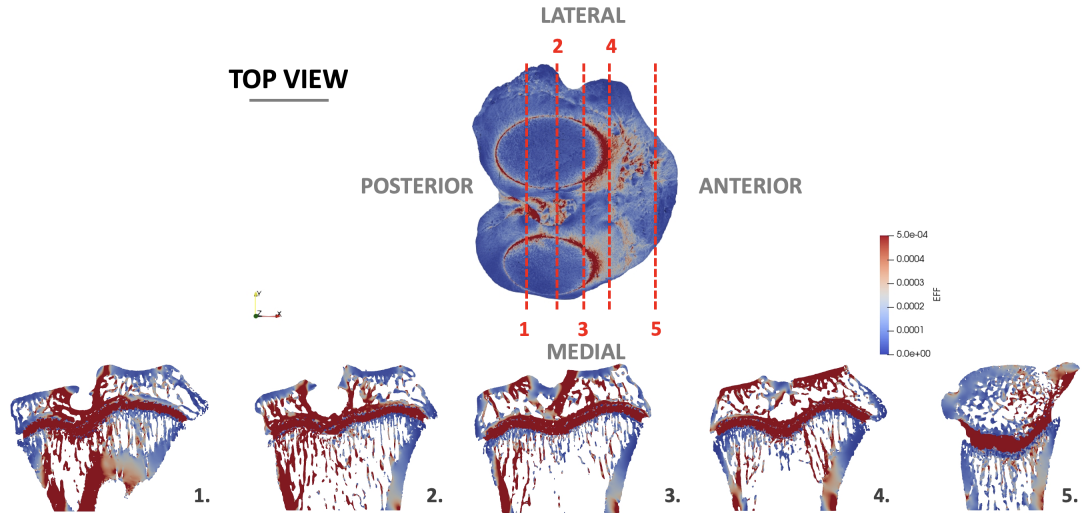 LATERAL
2 4
TOP VIEW
POSTERIOR
ANTERIOR
5.0e-04
0.0004
0.0003
0.0002
0.0001
0.0e+00
EFF
Y
Z X
1 3 5
MEDIAL
1. 2. 3. 4. 5.